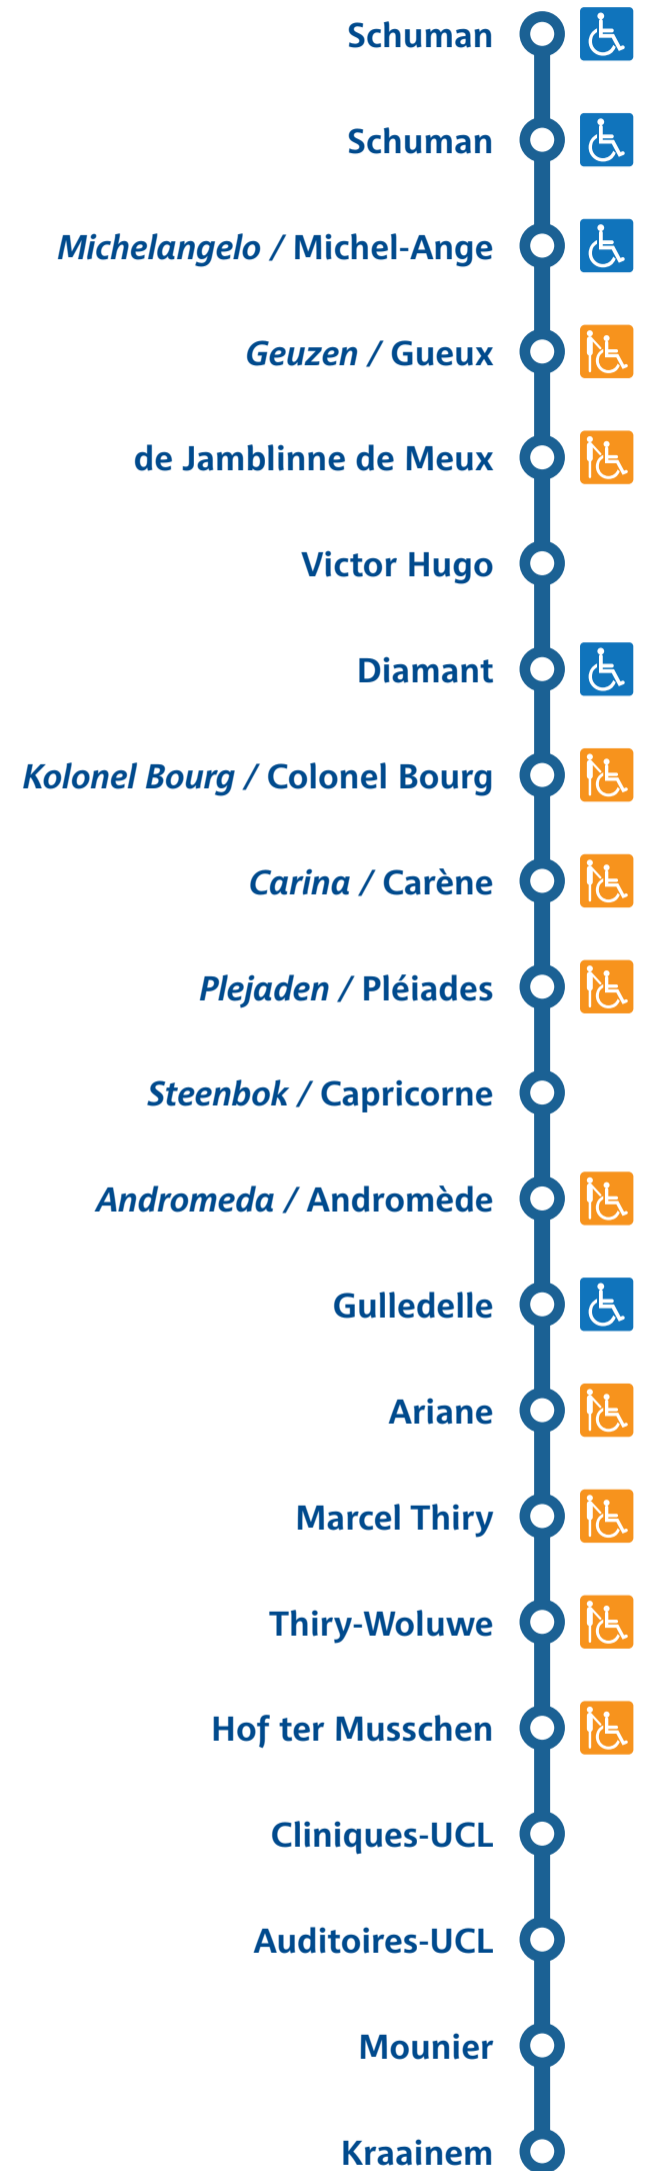 Schuman
Schuman
Michelangelo / Michel-Ange
Geuzen / Gueux
de Jamblinne de Meux
Victor Hugo
Diamant
Kolonel Bourg / Colonel Bourg
Carina / Carène
Plejaden / Pléiades
Steenbok / Capricorne
Andromeda / Andromède
Gulledelle
Ariane
Marcel Thiry
Thiry-Woluwe
Hof ter Musschen
Cliniques-UCL
Auditoires-UCL
Mounier
Kraainem